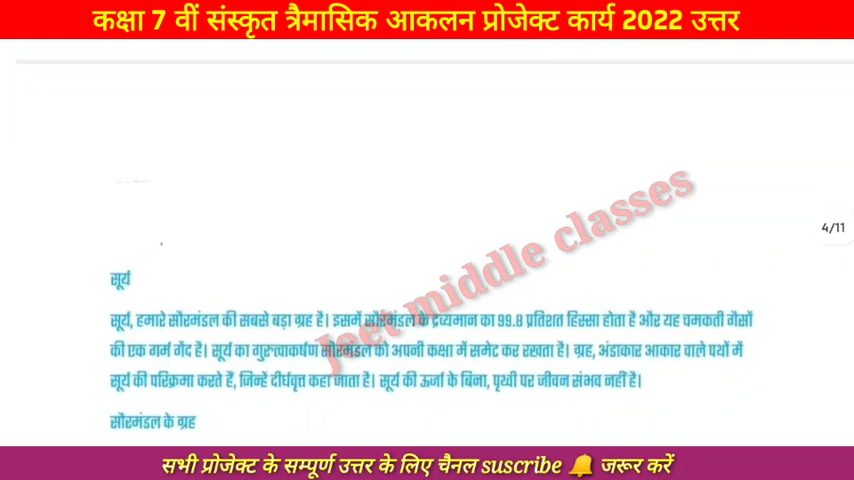 कक्षा 7 वीं संस्कृत त्रैमासिक आकलन प्रोजेक्ट कार्य 2022 उत्तर
Jeet middle classes
4/11
सूर्य
सूर्य, हमारे सौरमंडल की सबसे बड़ा ग्रह है। इसमें सौरमंडल के द्रव्यमान का 99.8 प्रतिशत हिस्सा होता है और यह चमकती गैसों
की एक गर्म गेंद है। सूर्य का गुरुत्वाकर्षण सौरमंडल को अपनी कक्षा में समेट कर रखता है। ग्रह, अंडाकार आकार वाले पथों में
सूर्य की परिक्रमा करते हैं, जिन्हें दीर्घवृत्त कहा जाता है। सूर्य की ऊर्जा के बिना, पृथ्वी पर जीवन संभव नहीं है।
सौरमंडल के ग्रह
सभी प्रोजेक्ट के सम्पूर्ण उत्तर के लिए चैनल suscribe 🔔 जरूर करें